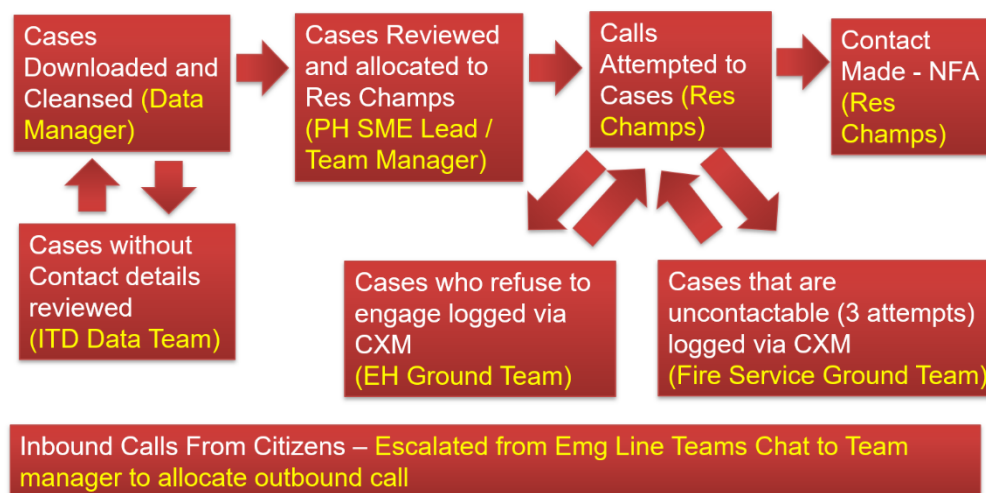 Cases
Downloaded and
Cleansed (Data
Manager)
Cases Reviewed
and allocated to
Res Champs
(PH SME Lead /
Team Manager)
Calls
Attempted to
Cases (Res
Champs)
Contact
Made - NFA
(Res
Champs)
Cases without
Contact details
reviewed
(ITD Data Team)
Cases who refuse to
engage logged via
CXM
(EH Ground Team)
Cases that are
uncontactable (3 attempts)
logged via CXM
(Fire Service Ground Team)
Inbound Calls From Citizens – Escalated from Emg Line Teams Chat to Team
manager to allocate outbound call